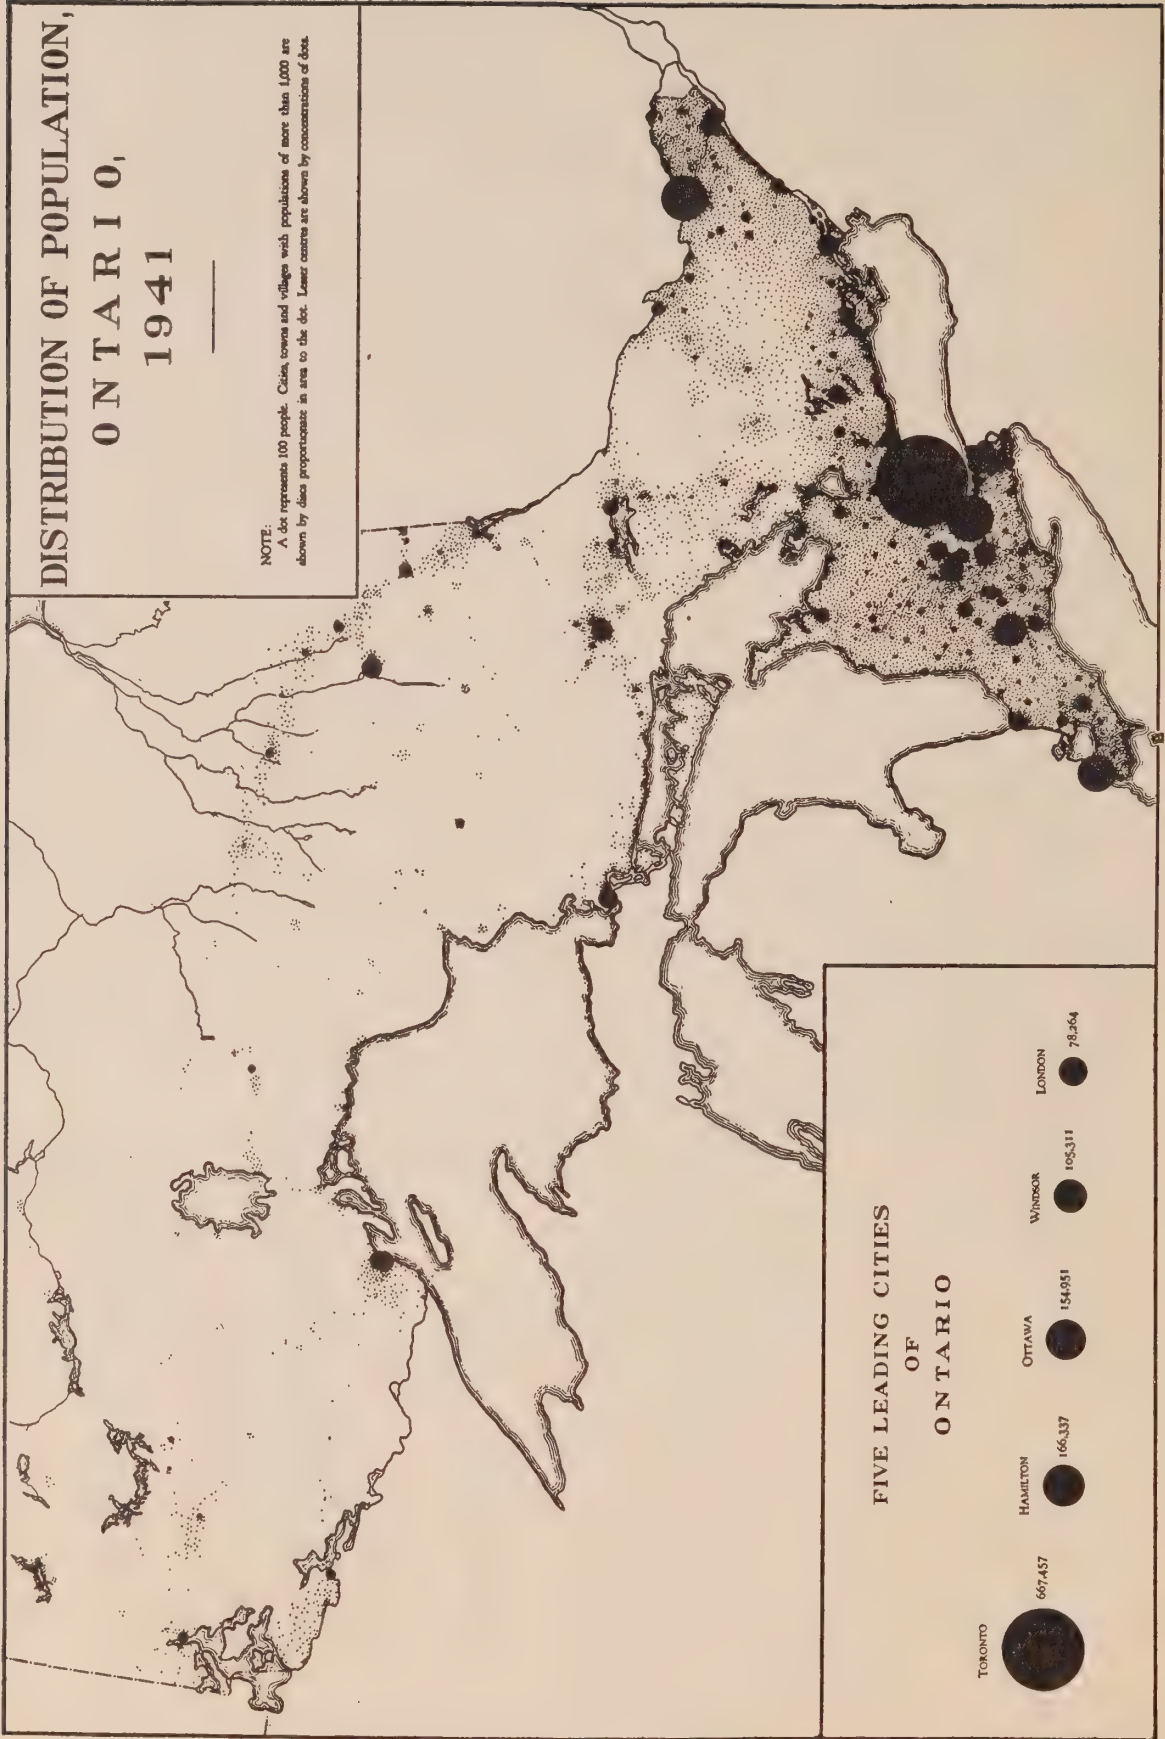 DISTRIBUTION OF POPULATION,
ONTARIO,
1941
NOTE:
A dot represents 100 people. Cities, towns and villages with populations of more than 1,000 are
shown by discs proportionate in area to the dot. Lesser centres are shown by concentrations of dots.
FIVE LEADING CITIES
OF
ONTARIO
TORONTO
667,457
HAMILTON
166,337
OTTAWA
154,951
WINDSOR
105,311
LONDON
78,264